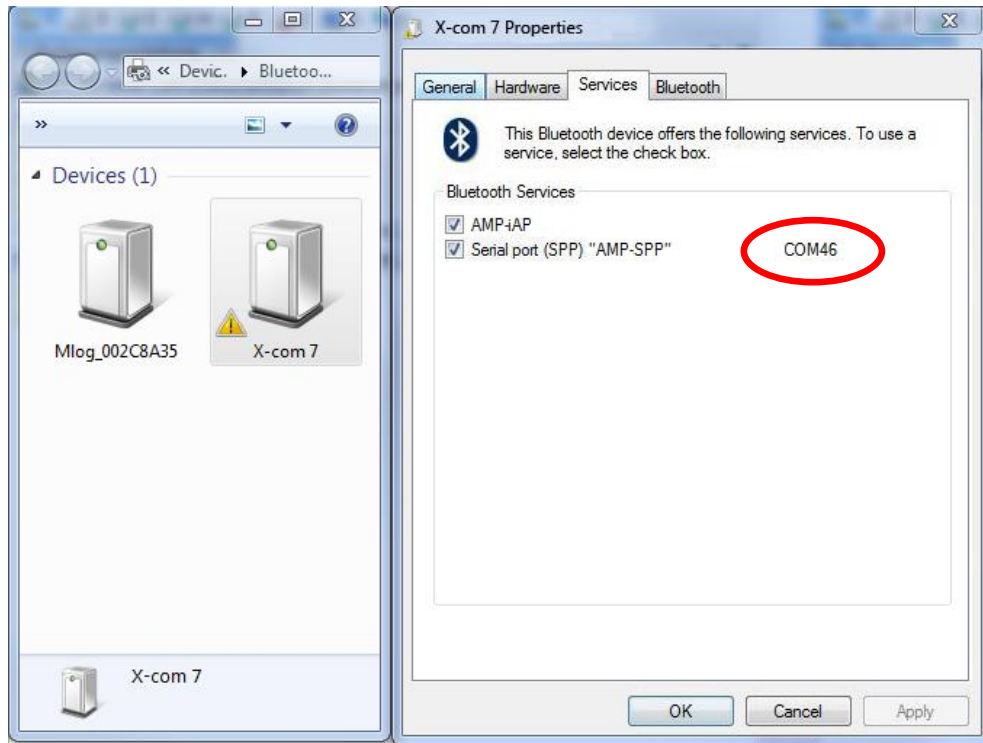 « Devic. ▸ Bluetoo...
»
Devices (1)
Mlog_002C8A35
X-com 7
X-com 7
X-com 7 Properties
General Hardware Services Bluetooth
This Bluetooth device offers the following services. To use a
service, select the check box.
Bluetooth Services
AMP-iAP
Serial port (SPP) "AMP-SPP" COM46
OK Cancel Apply